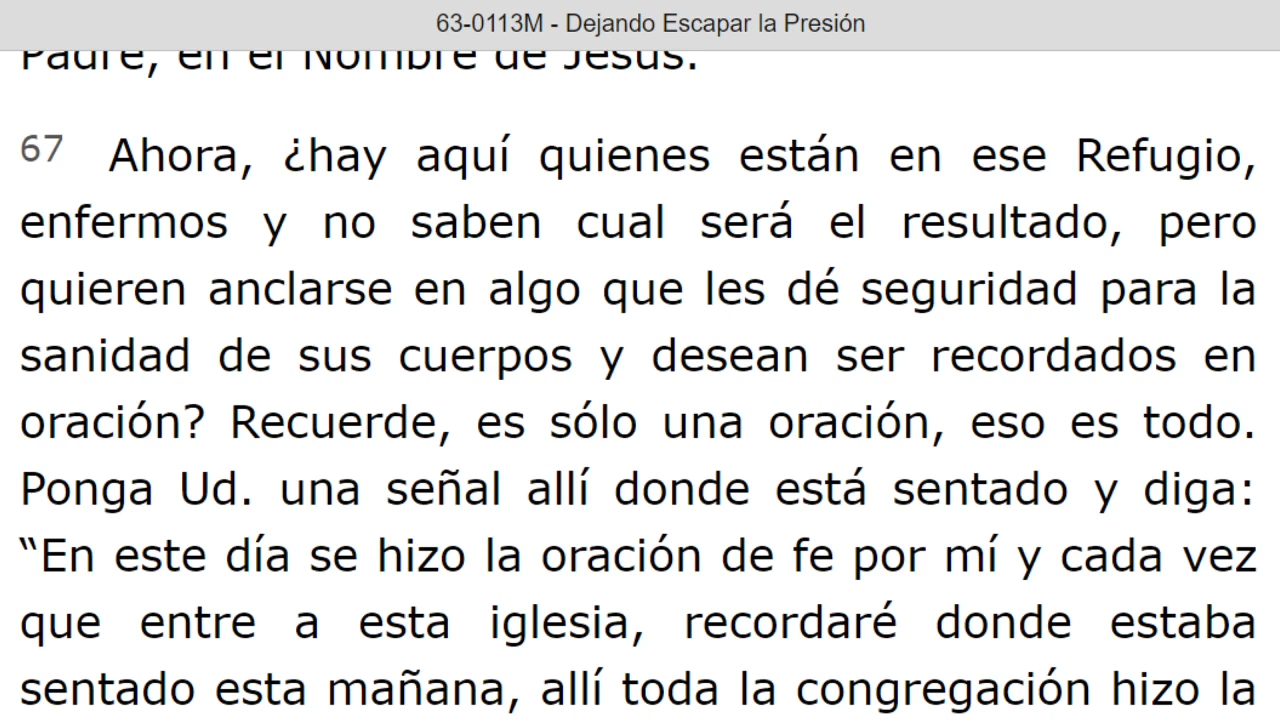 63-0113M - Dejando Escapar la Presión
Padre, en el Nombre de Jesús.
67 Ahora, ¿hay aquí quienes están en ese Refugio,
enfermos y no saben cual será el resultado, pero
quieren anclarse en algo que les dé seguridad para la
sanidad de sus cuerpos y desean ser recordados en
oración? Recuerde, es sólo una oración, eso es todo.
Ponga Ud. una señal allí donde está sentado y diga:
“En este día se hizo la oración de fe por mí y cada vez
que entre a esta iglesia, recordaré donde estaba
sentado esta mañana, allí toda la congregación hizo la